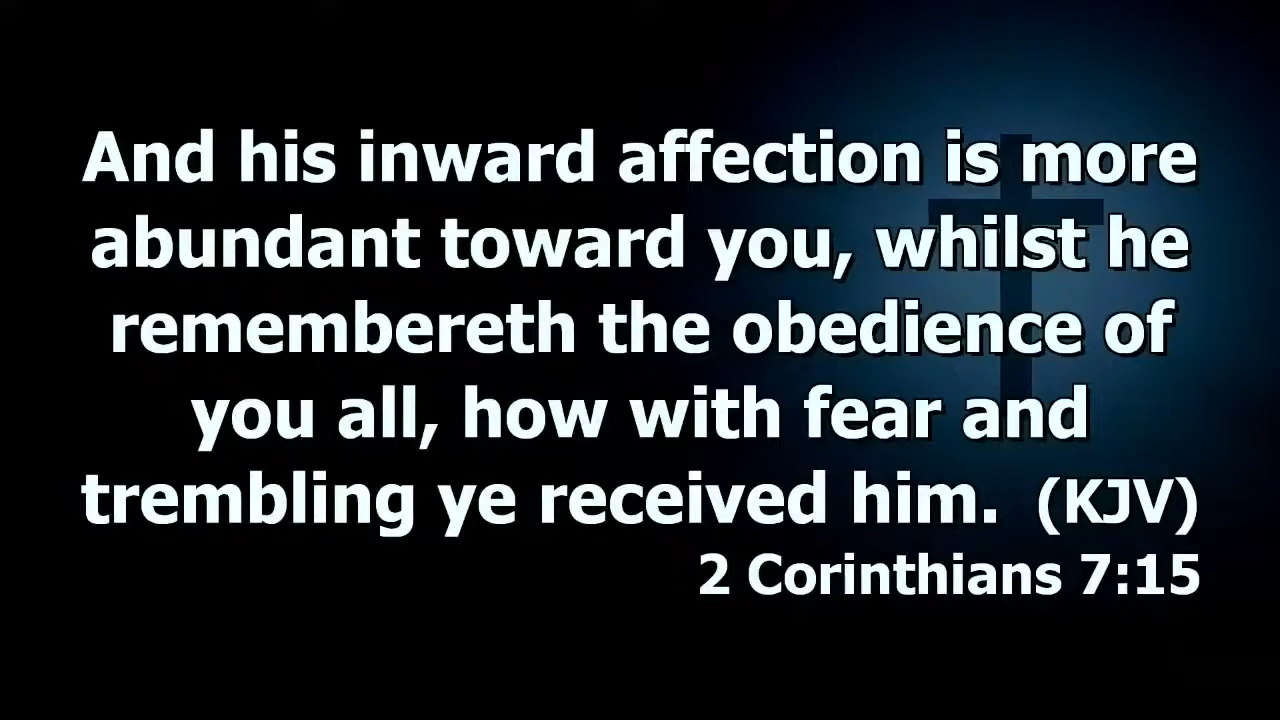 And his inward affection is more
abundant toward you, whilst he
remembereth the obedience of
you all, how with fear and
trembling ye received him.  (KJV)
2 Corinthians 7:15